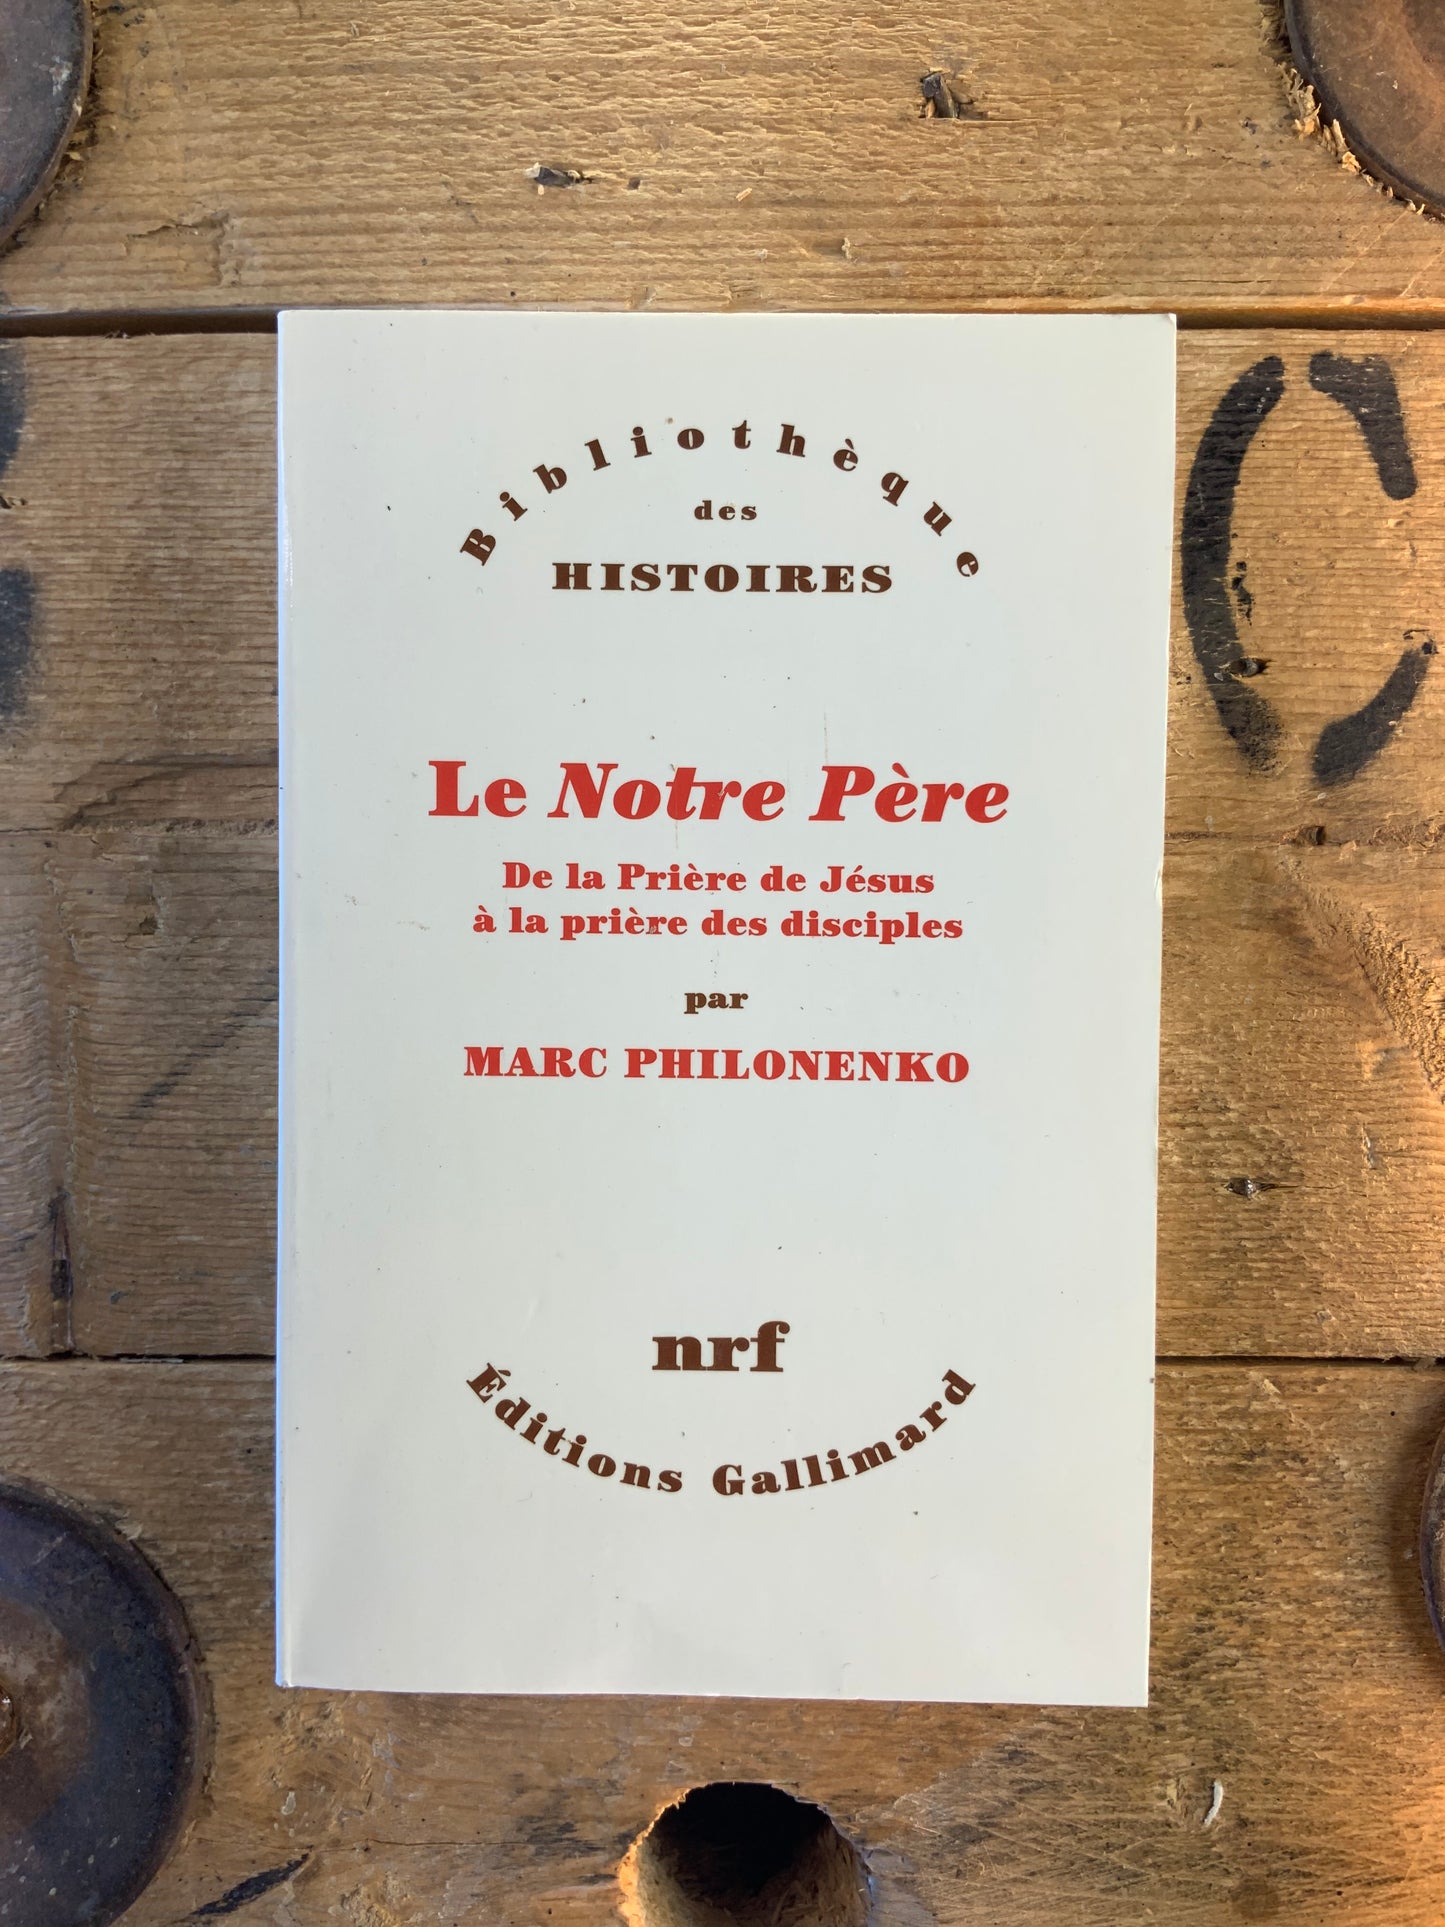 Bibliothèque
des
HISTOIRES
C
Le Notre Père
De la Prière de Jésus
à la prière des disciples
par
MARC PHILONENKO
nrf
Éditions Gallimard